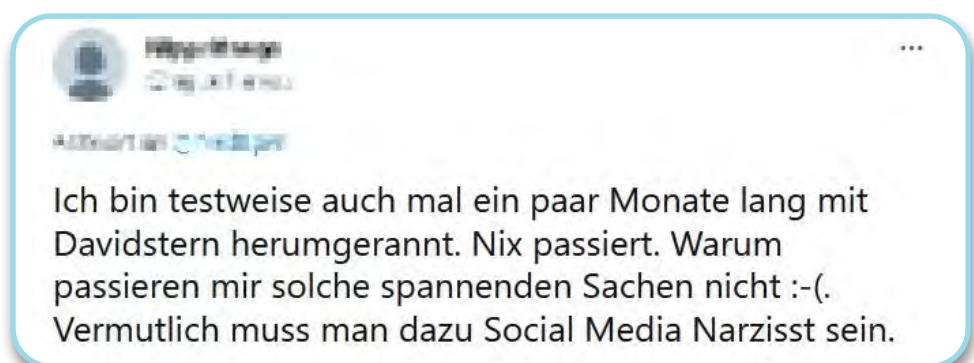 Ich bin testweise auch mal ein paar Monate lang mit
Davidstern herumgerannt. Nix passiert. Warum
passieren mir solche spannenden Sachen nicht :-(.
Vermutlich muss man dazu Social Media Narzisst sein.